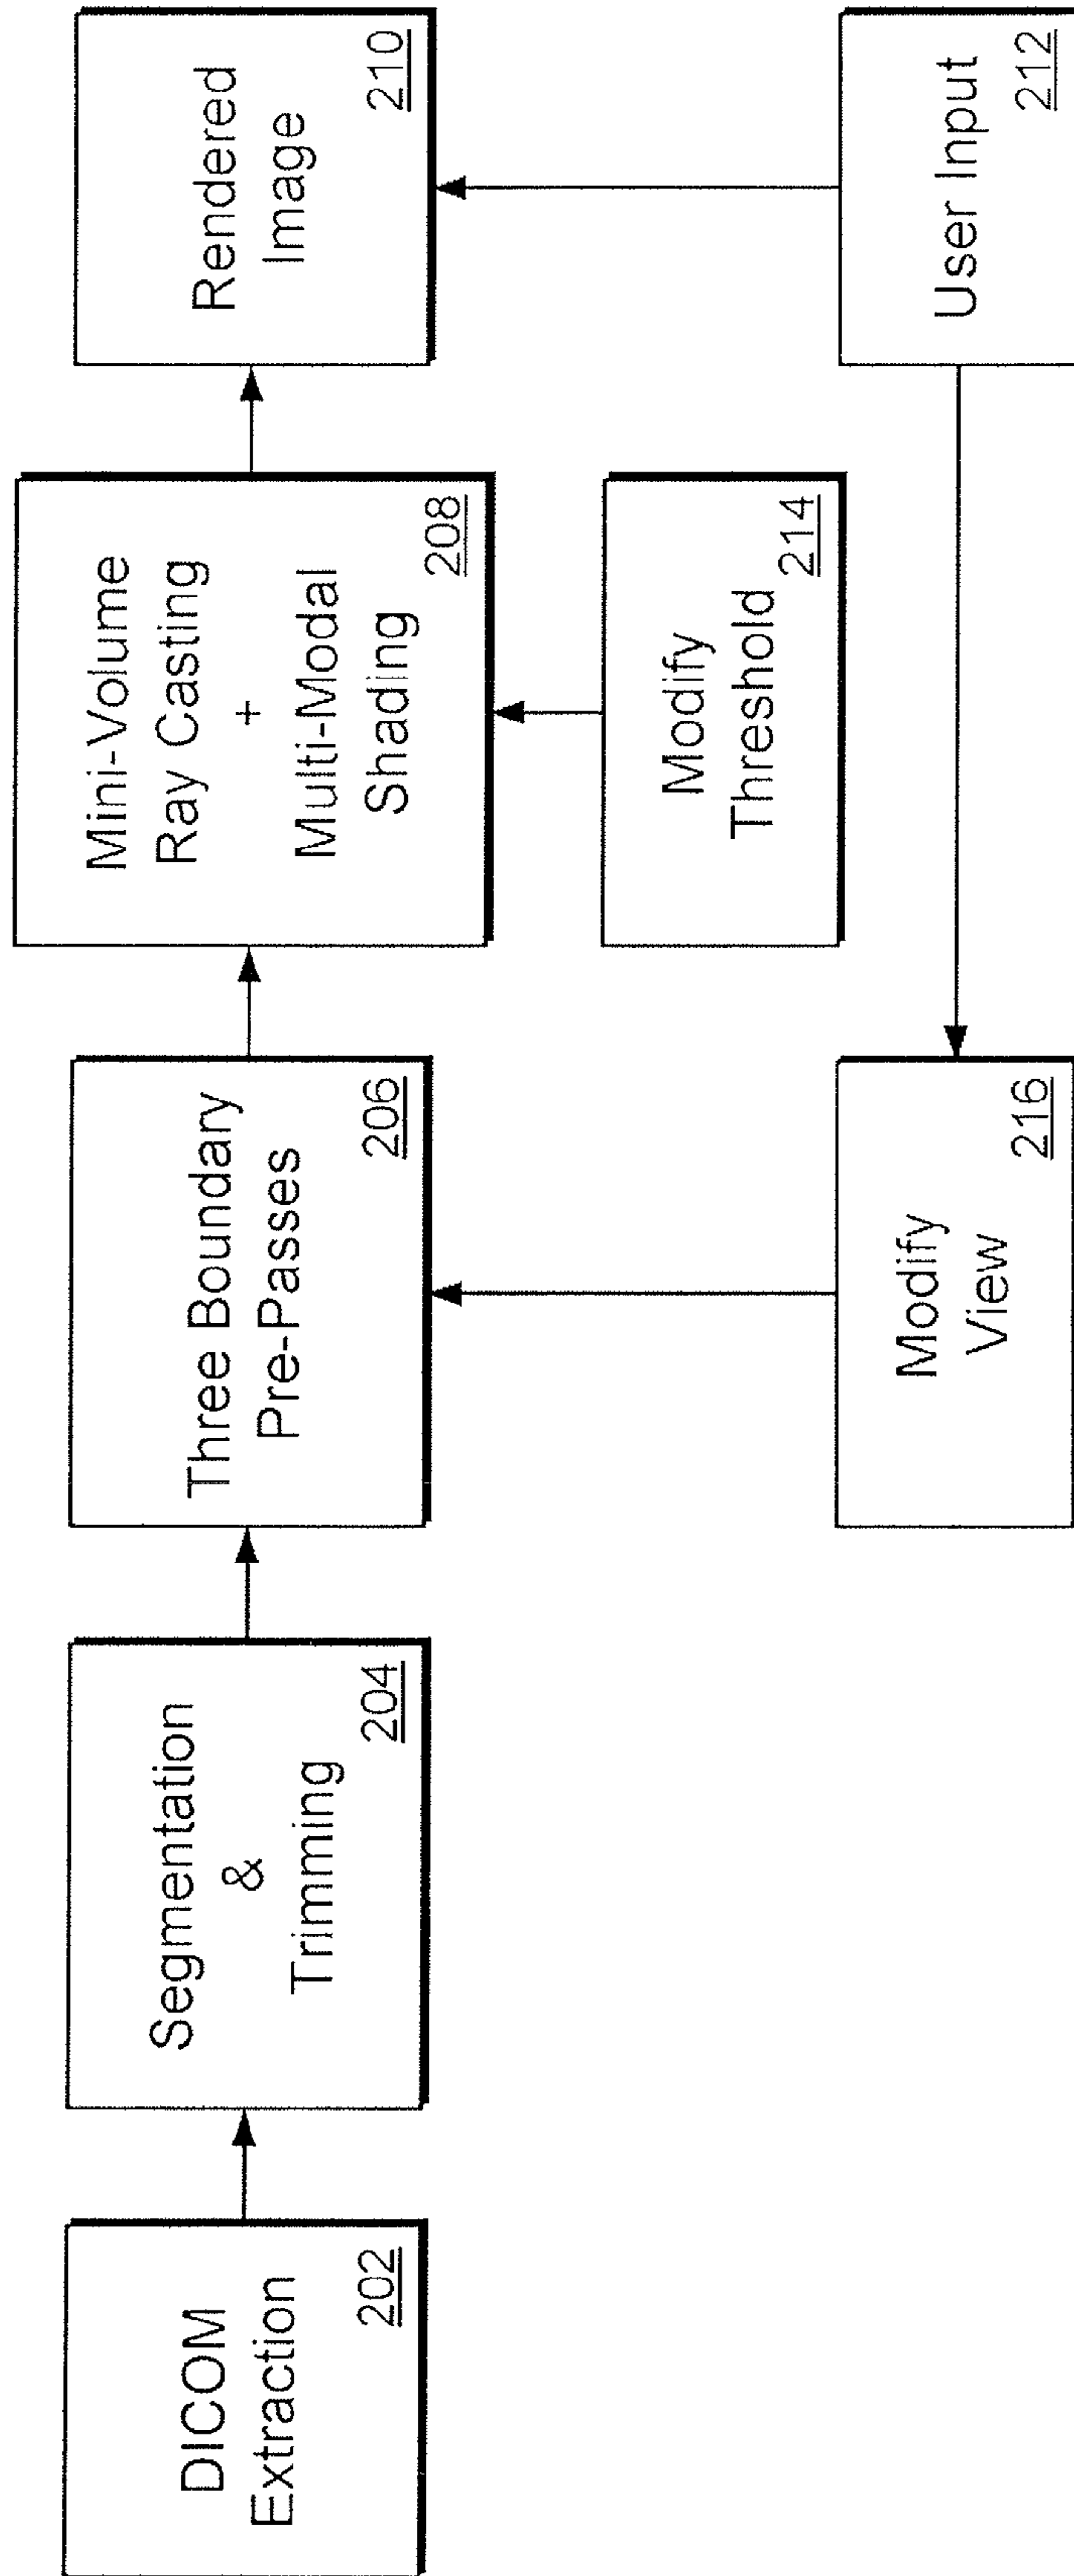 DICOM
Extraction
202
Segmentation
&
Trimming
204
Three Boundary
Pre-Passes
206
Mini-Volume
Ray Casting
+
Multi-Modal
Shading
208
Rendered
Image
210
Modify
View
216
Modify
Threshold
214
User Input
212